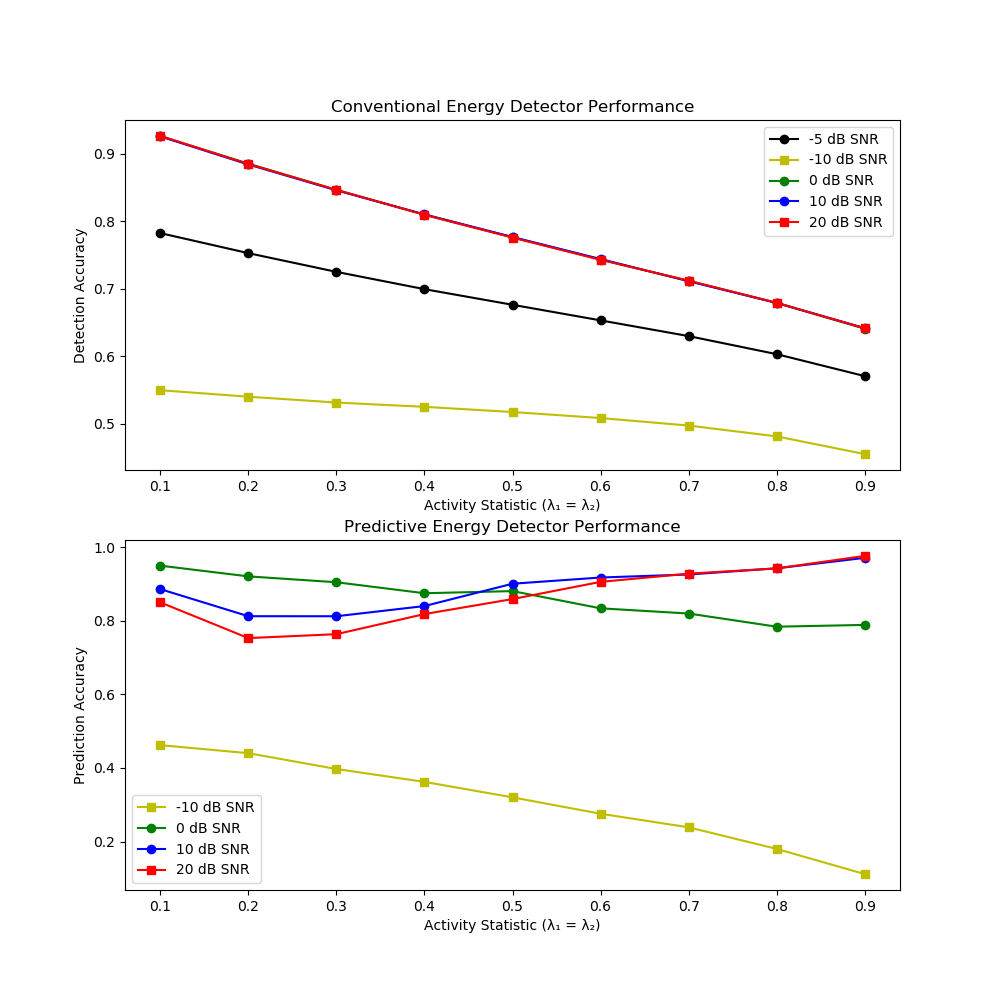 Conventional Energy Detector Performance
Detection Accuracy
0.9
0.8
0.7
0.6
0.5
-5 dB SNR
-10 dB SNR
0 dB SNR
10 dB SNR
20 dB SNR
0.1 0.2 0.3 0.4 0.5 0.6 0.7 0.8 0.9
Activity Statistic (λ₁ = λ₂)
Predictive Energy Detector Performance
Prediction Accuracy
1.0
0.8
0.6
0.4
0.2
-10 dB SNR
0 dB SNR
10 dB SNR
20 dB SNR
0.1 0.2 0.3 0.4 0.5 0.6 0.7 0.8 0.9
Activity Statistic (λ₁ = λ₂)